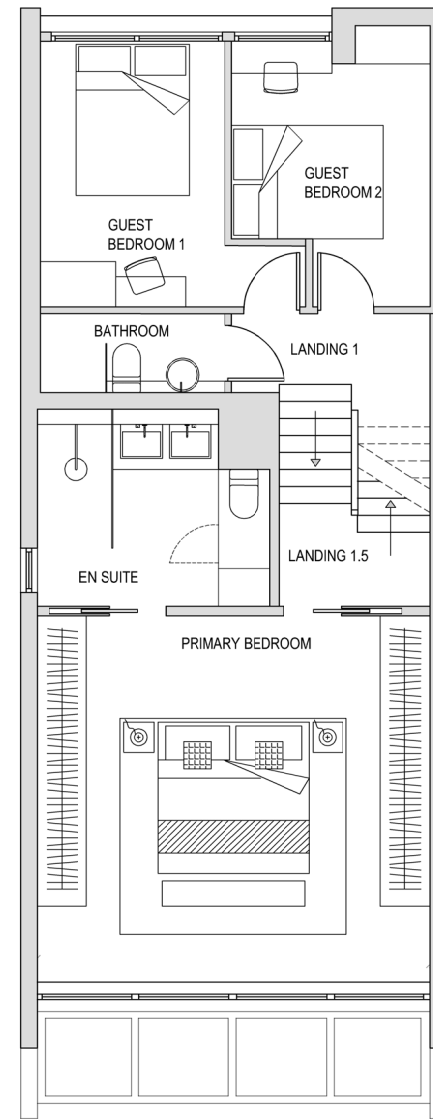 GUEST
BEDROOM 1
GUEST
BEDROOM 2
BATHROOM
LANDING 1
LANDING 1.5
EN SUITE
PRIMARY BEDROOM